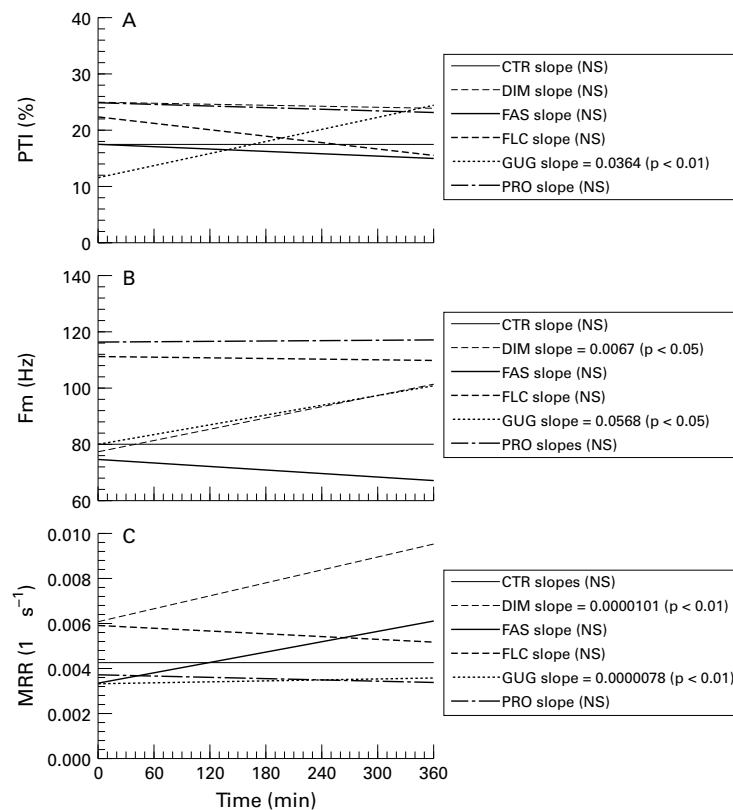 A
40
30
20
10
0
PTI (%)
CTR slope (NS)
DIM slope (NS)
FAS slope (NS)
FLC slope (NS)
GUG slope = 0.0364 (p < 0.01)
PRO slope (NS)
B
140
120
100
80
60
Fm (Hz)
CTR slope (NS)
DIM slope = 0.0067 (p < 0.05)
FAS slope (NS)
FLC slope (NS)
GUG slope = 0.0568 (p < 0.05)
PRO slopes (NS)
C
0.010
0.008
0.006
0.004
0.002
0.000
MRR (1 s−1)
CTR slopes (NS)
DIM slope = 0.0000101 (p < 0.01)
FAS slope (NS)
FLC slope (NS)
GUG slope = 0.0000078 (p < 0.01)
PRO slope (NS)
0 60 120 180 240 300 360
Time (min)